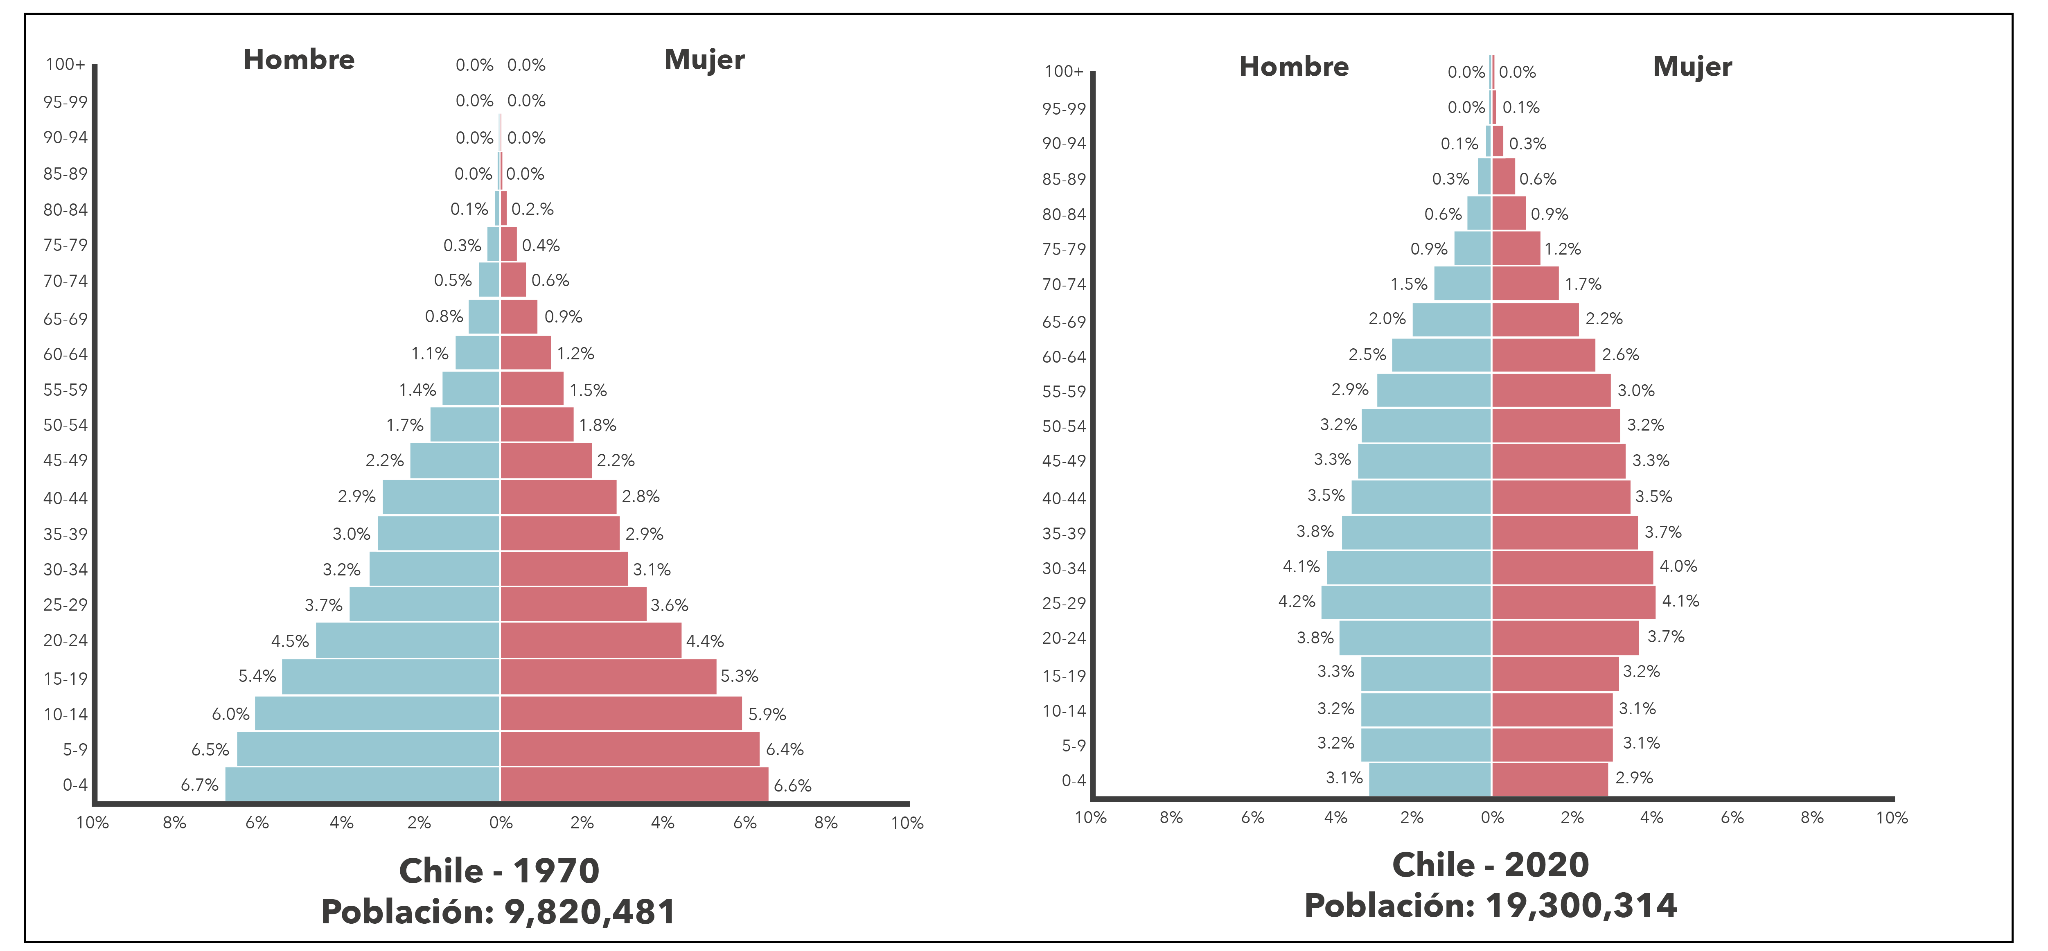 Hombre Mujer
100+ 0.0% 0.0%
95-99 0.0% 0.0%
90-94 0.0% 0.0%
85-89 0.0% 0.0%
80-84 0.1% 0.2.%
75-79 0.3% 0.4%
70-74 0.5% 0.6%
65-69 0.8% 0.9%
60-64 1.1% 1.2%
55-59 1.4% 1.5%
50-54 1.7% 1.8%
45-49 2.2% 2.2%
40-44 2.9% 2.8%
35-39 3.0% 2.9%
30-34 3.2% 3.1%
25-29 3.7% 3.6%
20-24 4.5% 4.4%
15-19 5.4% 5.3%
10-14 6.0% 5.9%
5-9 6.5% 6.4%
0-4 6.7% 6.6%
10% 8% 6% 4% 2% 0% 2% 4% 6% 8% 10%
Chile - 1970
Población: 9,820,481
Hombre Mujer
100+ 0.0% 0.0%
95-99 0.0% 0.1%
90-94 0.1% 0.3%
85-89 0.3% 0.6%
80-84 0.6% 0.9%
75-79 0.9% 1.2%
70-74 1.5% 1.7%
65-69 2.0% 2.2%
60-64 2.5% 2.6%
55-59 2.9% 3.0%
50-54 3.2% 3.2%
45-49 3.3% 3.3%
40-44 3.5% 3.5%
35-39 3.8% 3.7%
30-34 4.1% 4.0%
25-29 4.2% 4.1%
20-24 3.8% 3.7%
15-19 3.3% 3.2%
10-14 3.2% 3.1%
5-9 3.2% 3.1%
0-4 3.1% 2.9%
10% 8% 6% 4% 2% 0% 2% 4% 6% 8% 10%
Chile - 2020
Población: 19,300,314